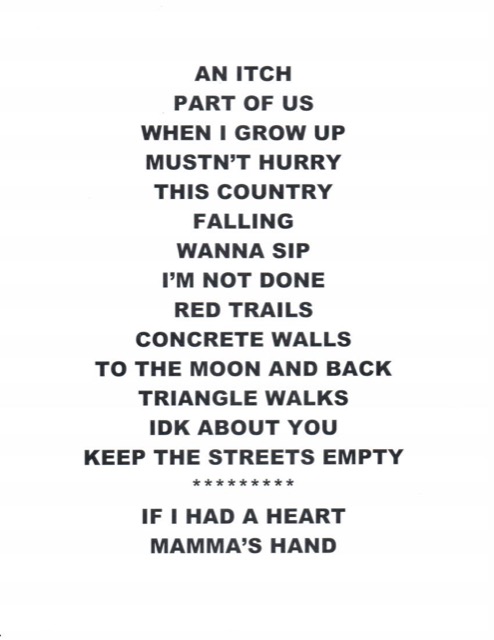 AN ITCH
PART OF US
WHEN I GROW UP
MUSTN'T HURRY
THIS COUNTRY
FALLING
WANNA SIP
I'M NOT DONE
RED TRAILS
CONCRETE WALLS
TO THE MOON AND BACK
TRIANGLE WALKS
IDK ABOUT YOU
KEEP THE STREETS EMPTY
*********
IF I HAD A HEART
MAMMA'S HAND